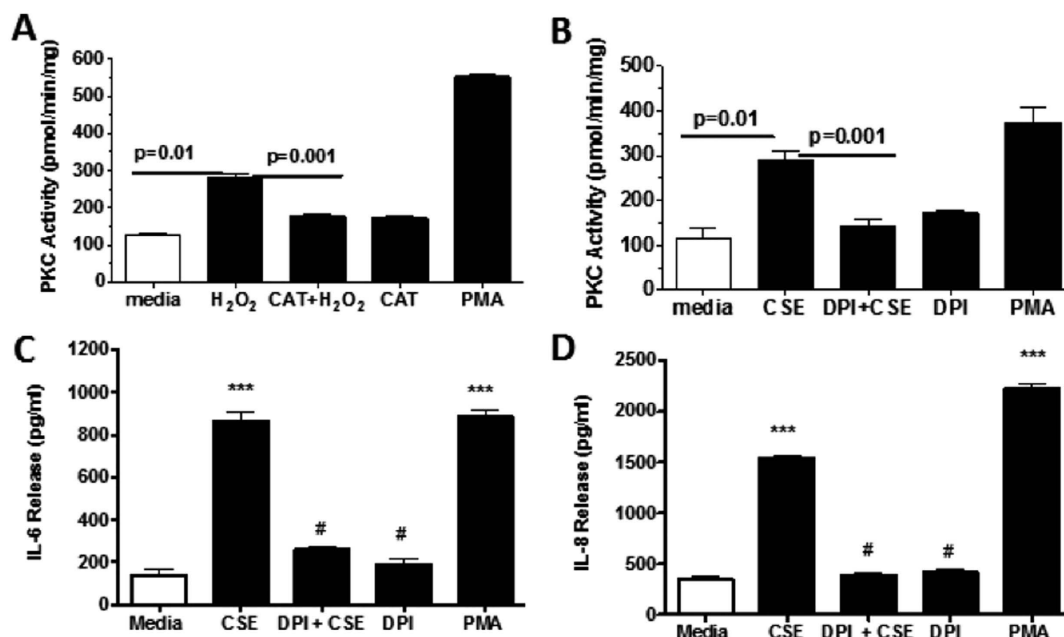 A
PKC Activity (pmol/min/mg)
600
500
400
300
200
100
0
p=0.01
p=0.001
media
H₂O₂
CAT+H₂O₂
CAT
PMA
B
PKC Activity (pmol/min/mg)
500
400
300
200
100
0
p=0.01
p=0.001
media
CSE
DPI+CSE
DPI
PMA
C
IL-6 Release (pg/ml)
1200
1000
800
600
400
200
0
***
#
#
***
Media
CSE
DPI + CSE
DPI
PMA
D
IL-8 Release (pg/ml)
2500
2000
1500
1000
500
0
***
#
#
***
Media
CSE
DPI + CSE
DPI
PMA